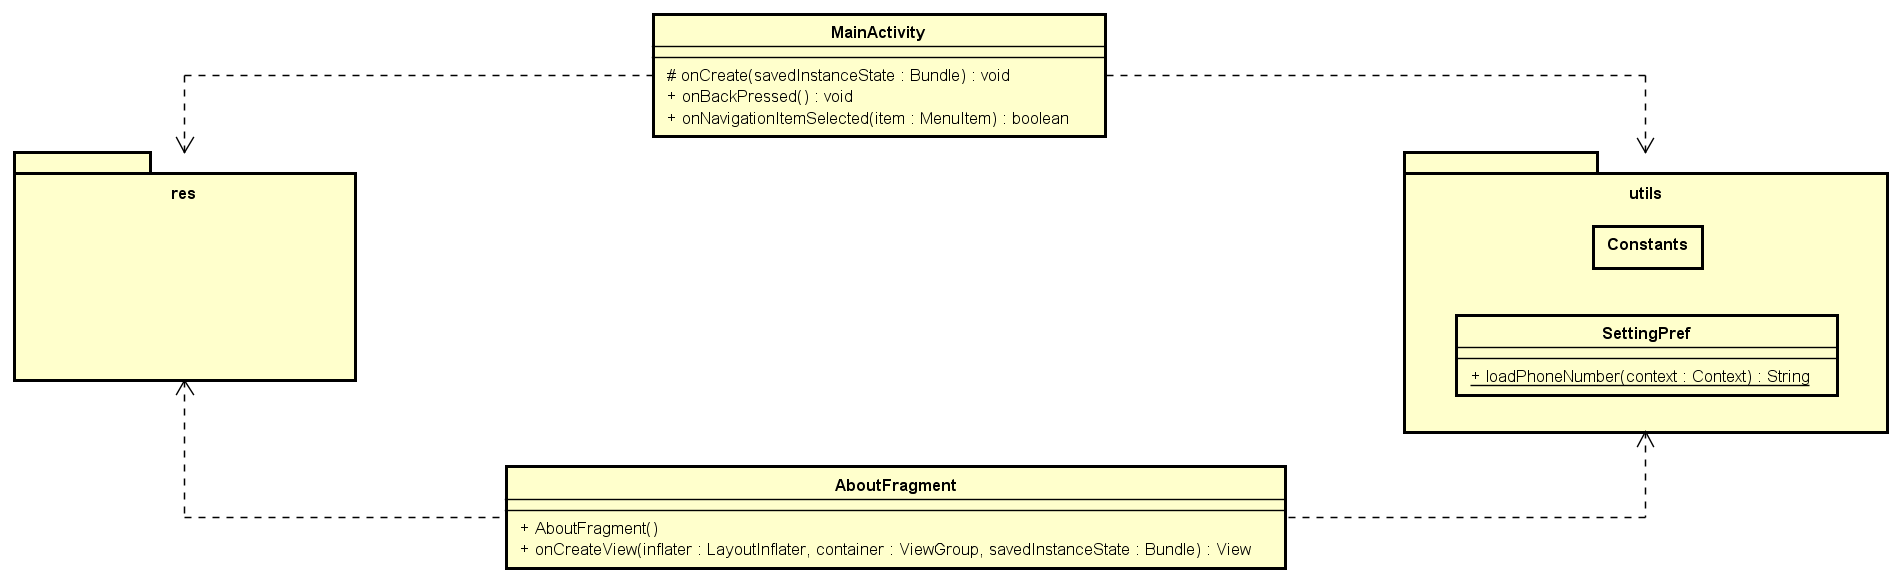 MainActivity
# onCreate(savedInstanceState : Bundle) : void
+ onBackPressed() : void
+ onNavigationItemSelected(item : MenuItem) : boolean
res
utils
Constants
SettingPref
+ loadPhoneNumber(context : Context) : String
AboutFragment
+ AboutFragment()
+ onCreateView(inflater : LayoutInflater, container : ViewGroup, savedInstanceState : Bundle) : View